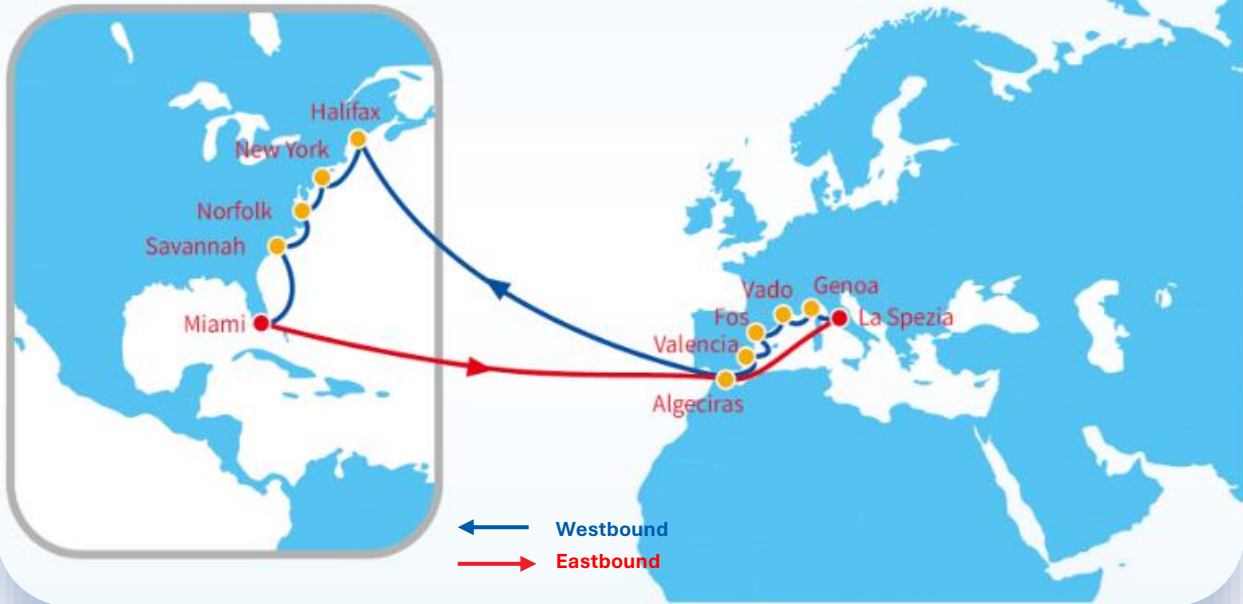 Halifax
New York
Norfolk
Savannah
Miami
Vado
Genoa
Fos
La Spezia
Valencia
Algeciras
Westbound
Eastbound